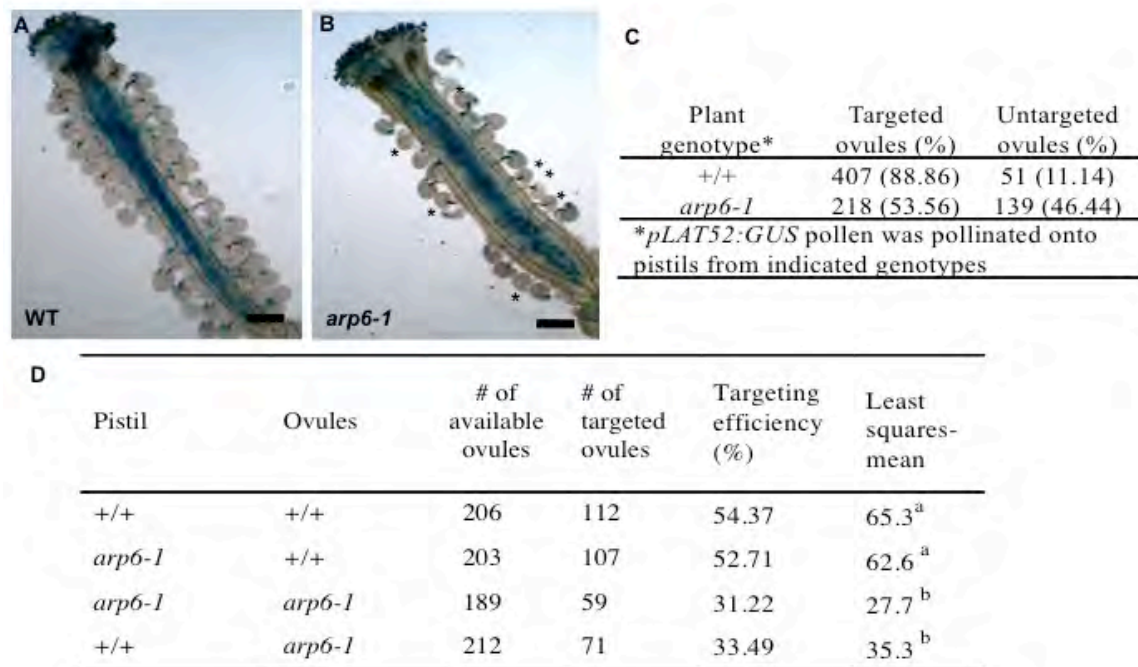 A
B
C
WT
arp6-1
Plant genotype* Targeted ovules (%) Untargeted ovules (%)
+/+ 407 (88.86) 51 (11.14)
arp6-1 218 (53.56) 139 (46.44)
*pLAT52:GUS pollen was pollinated onto
pistils from indicated genotypes
D
Pistil Ovules # of available ovules # of targeted ovules Targeting efficiency (%) Least squares-mean
+/+ +/+ 206 112 54.37 65.3a
arp6-1 +/+ 203 107 52.71 62.6 a
arp6-1 arp6-1 189 59 31.22 27.7 b
+/+ arp6-1 212 71 33.49 35.3 b